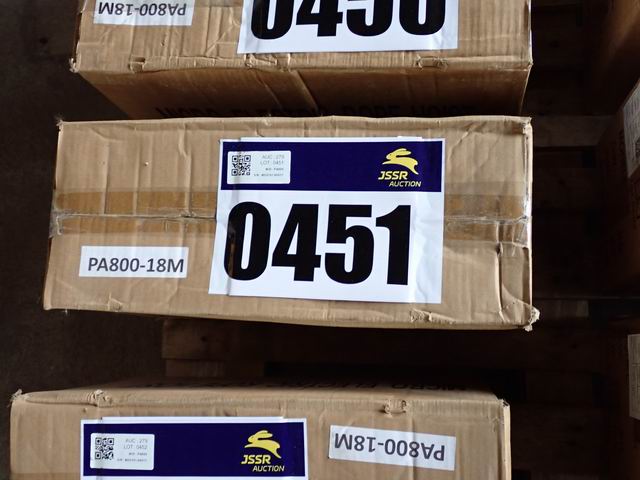 PA800-18M
0450
0451
AUC : 279
LOT : 0451
JSSR
AUCTION
PA800-18M
AUC : 279
LOT : 0452
JSSR
AUCTION
PA800-18M